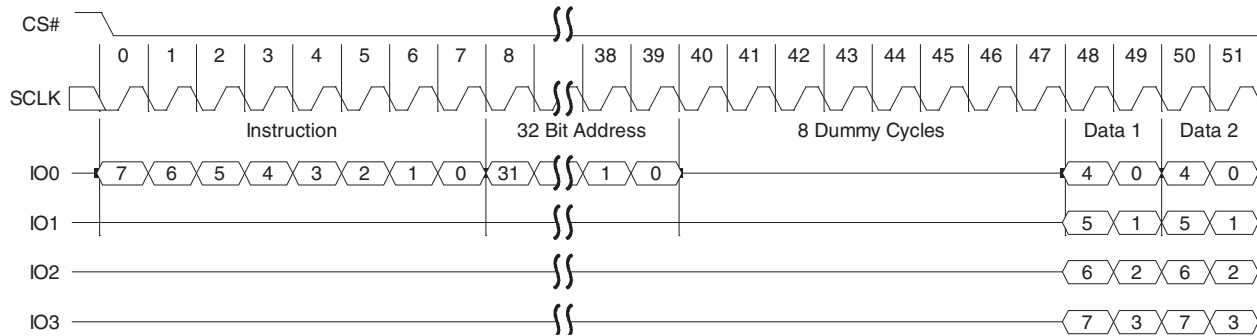 CS#
0 1 2 3 4 5 6 7 8 38 39 40 41 42 43 44 45 46 47 48 49 50 51
SCLK
Instruction 32 Bit Address 8 Dummy Cycles Data 1 Data 2
IO0 7 6 5 4 3 2 1 0 31 1 0 4 0 4 0
IO1 5 1 5 1
IO2 6 2 6 2
IO3 7 3 7 3